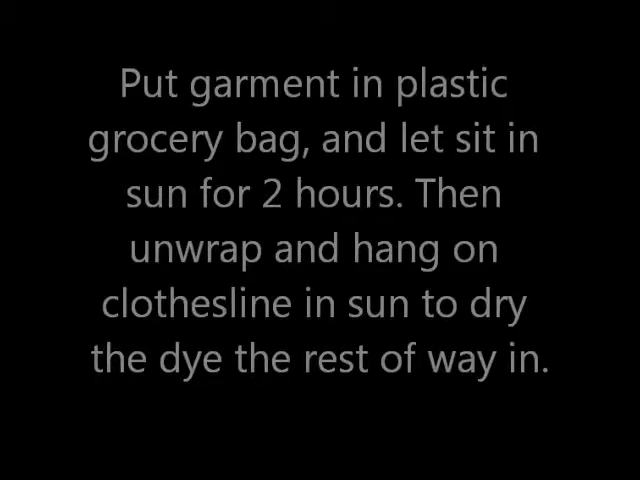 Put garment in plastic
grocery bag, and let sit in
sun for 2 hours. Then
unwrap and hang on
clothesline in sun to dry
the dye the rest of way in.